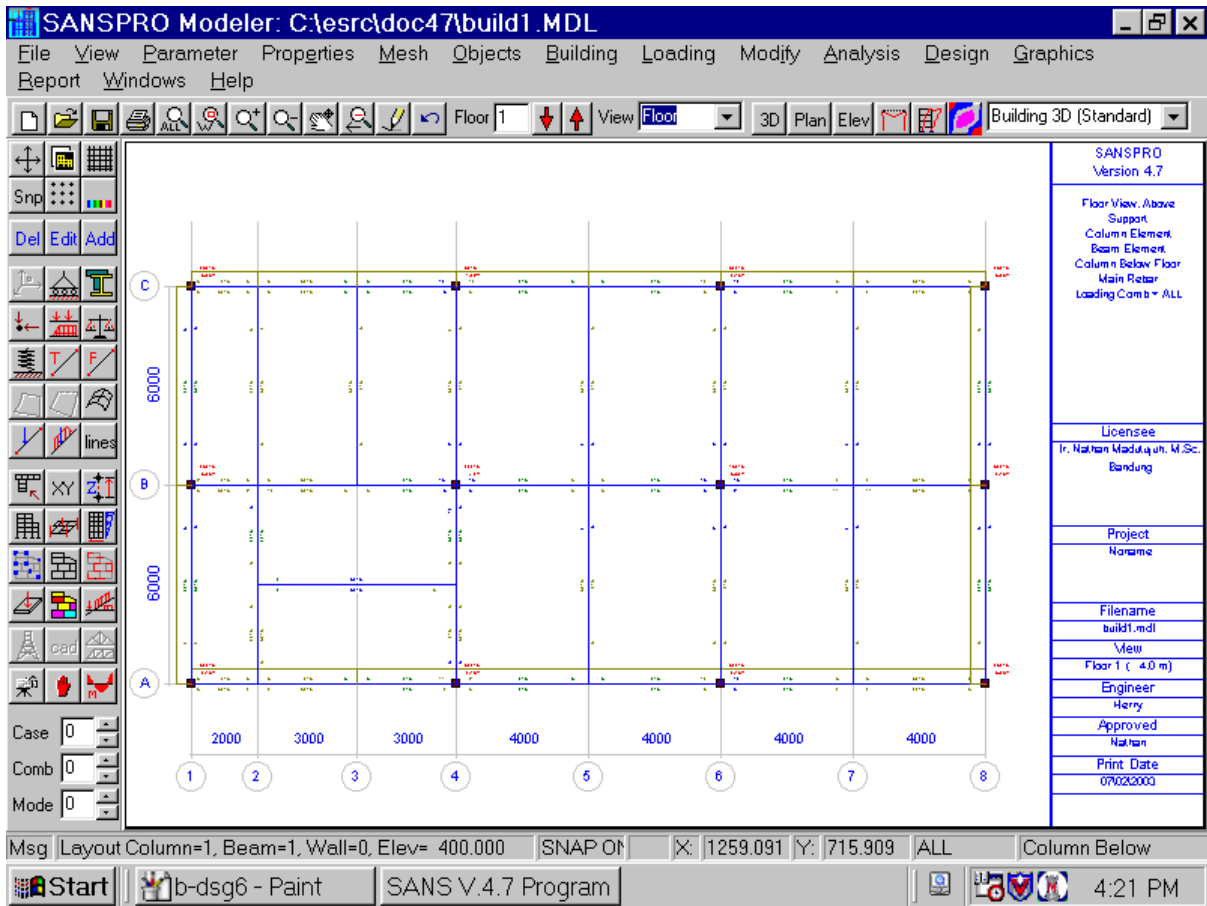 SANSPRO Modeler: C:\esrc\doc47\build1.MDL
File View Parameter Properties Mesh Objects Building Loading Modify Analysis Design Graphics
Report Windows Help
ALL W Floor 1 View Floor 3D Plan Elev Building 3D (Standard)
Snp
Del Edit Add
T F
lines
XY Z
cad
M
Case 0
Comb 0
Mode 0
C
6000
B
6000
A
2000 3000 3000 4000 4000 4000 4000
1 2 3 4 5 6 7 8
SANSPRO
Version 4.7
Floor View. Above
Support
Column Element
Beam Element
Column Below Floor
Main Rebar
Loading Comb = ALL
Licensee
Ir. Nathan Madutujuh. M.Sc.
Bandung
Project
Noname
Filename
build1.mdl
View
Floor 1 ( 4.0 m)
Engineer
Herry
Approved
Nathan
Print Date
07\02\2003
Msg Layout Column=1, Beam=1, Wall=0, Elev= 400.000 SNAP ON X: 1259.091 Y: 715.909 ALL Column Below
Start b-dsg6 - Paint SANS V.4.7 Program 4:21 PM